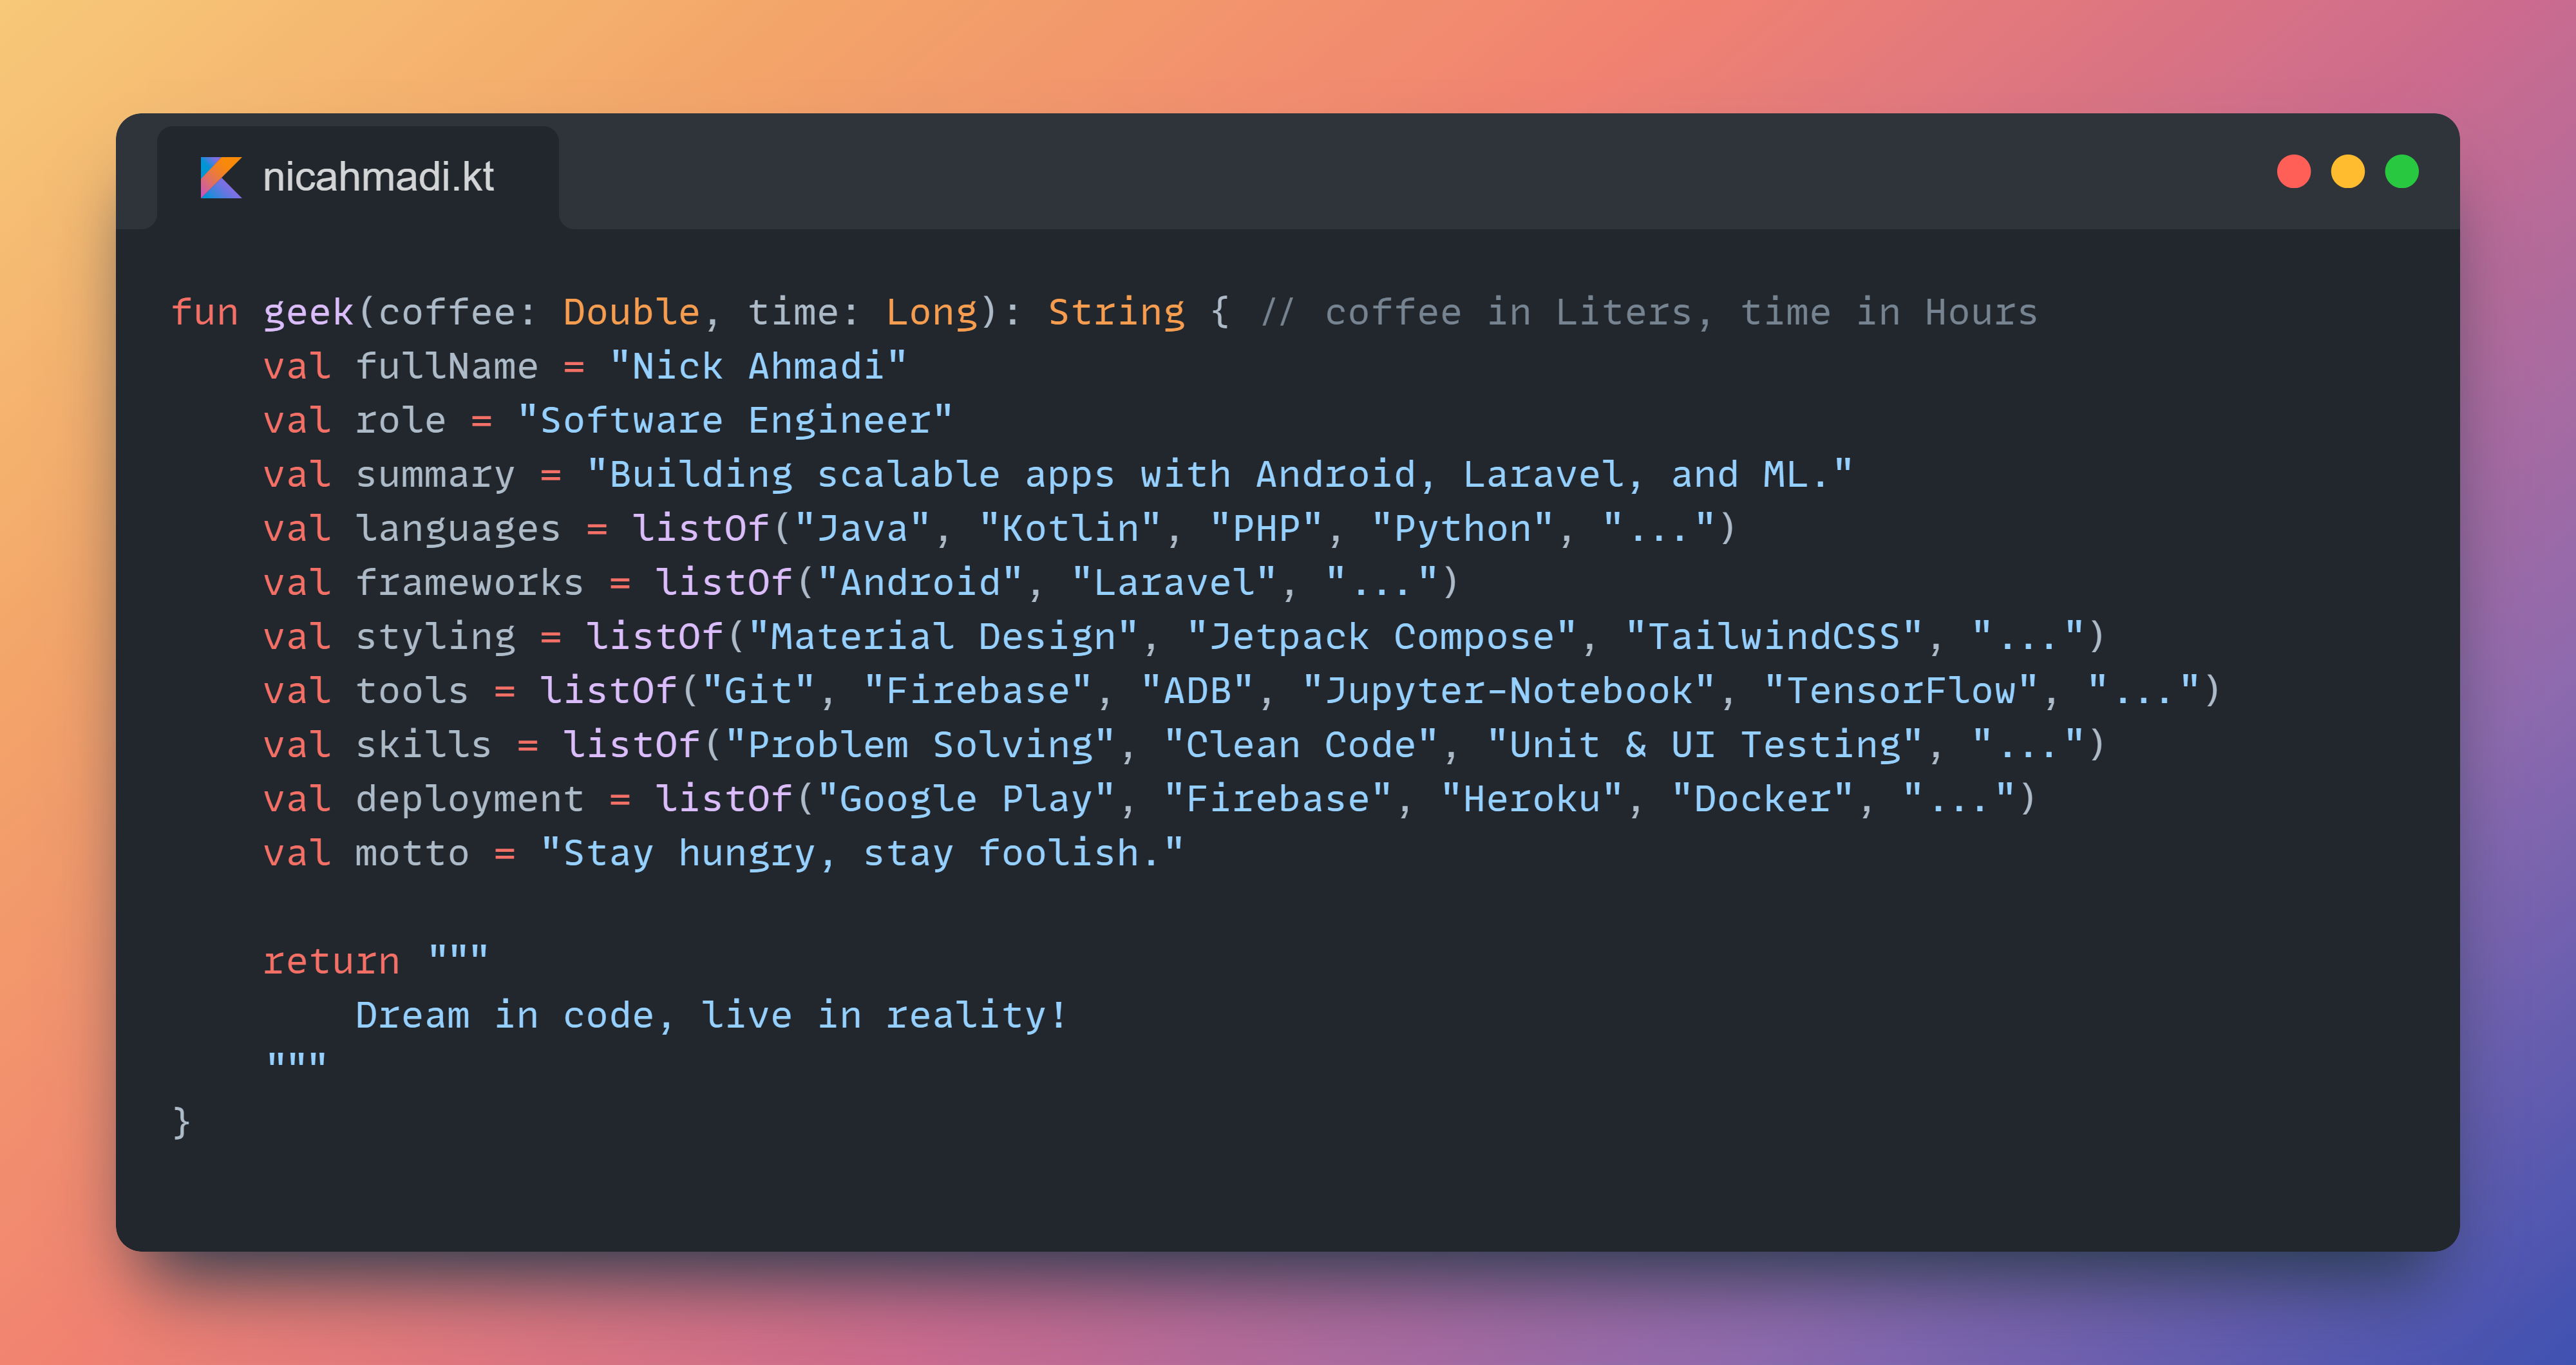 nicahmadi.kt
fun geek(coffee: Double, time: Long): String { // coffee in Liters, time in Hours
    val fullName = "Nick Ahmadi"
    val role = "Software Engineer"
    val summary = "Building scalable apps with Android, Laravel, and ML."
    val languages = listOf("Java", "Kotlin", "PHP", "Python", "...")
    val frameworks = listOf("Android", "Laravel", "...")
    val styling = listOf("Material Design", "Jetpack Compose", "TailwindCSS", "...")
    val tools = listOf("Git", "Firebase", "ADB", "Jupyter-Notebook", "TensorFlow", "...")
    val skills = listOf("Problem Solving", "Clean Code", "Unit & UI Testing", "...")
    val deployment = listOf("Google Play", "Firebase", "Heroku", "Docker", "...")
    val motto = "Stay hungry, stay foolish."

    return """
        Dream in code, live in reality!
    """
}